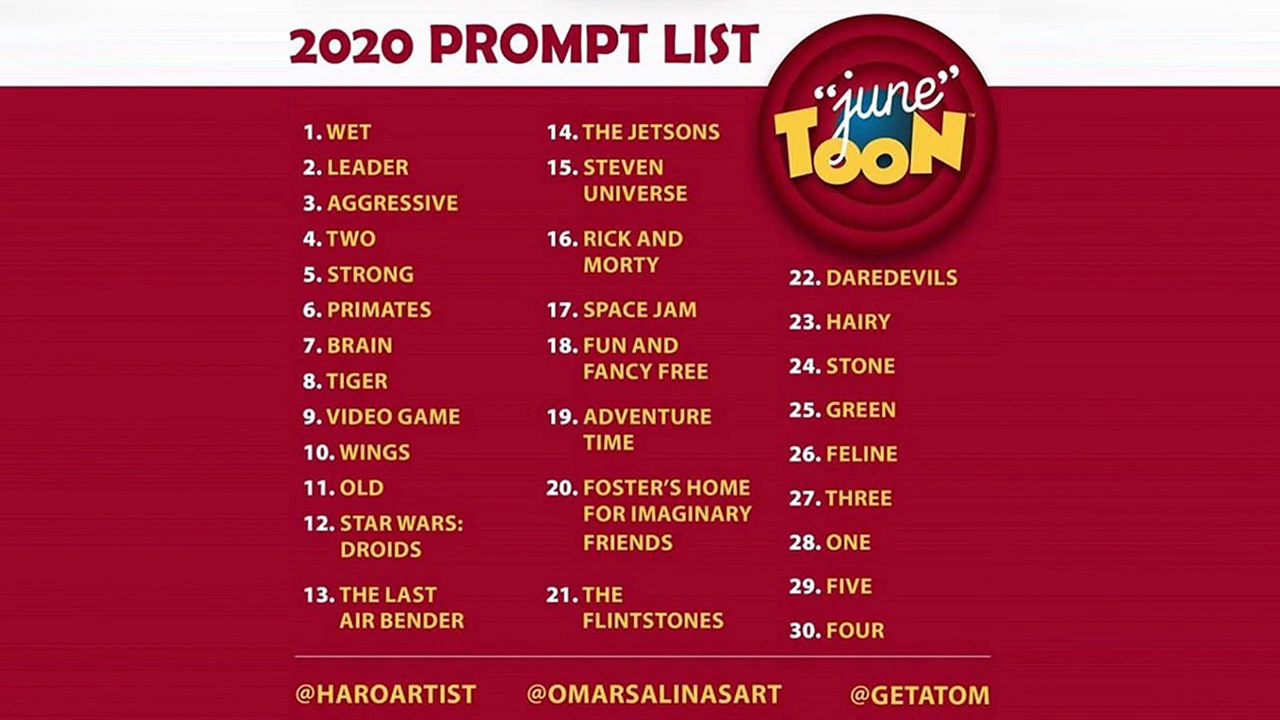 2020 PROMPT LIST
"june"
TOON™
1. WET
2. LEADER
3. AGGRESSIVE
4. TWO
5. STRONG
6. PRIMATES
7. BRAIN
8. TIGER
9. VIDEO GAME
10. WINGS
11. OLD
12. STAR WARS:
DROIDS
13. THE LAST
AIR BENDER
14. THE JETSONS
15. STEVEN
UNIVERSE
16. RICK AND
MORTY
17. SPACE JAM
18. FUN AND
FANCY FREE
19. ADVENTURE
TIME
20. FOSTER'S HOME
FOR IMAGINARY
FRIENDS
21. THE
FLINTSTONES
22. DAREDEVILS
23. HAIRY
24. STONE
25. GREEN
26. FELINE
27. THREE
28. ONE
29. FIVE
30. FOUR
@HAROARTIST
@OMARSALINASART
@GETATOM